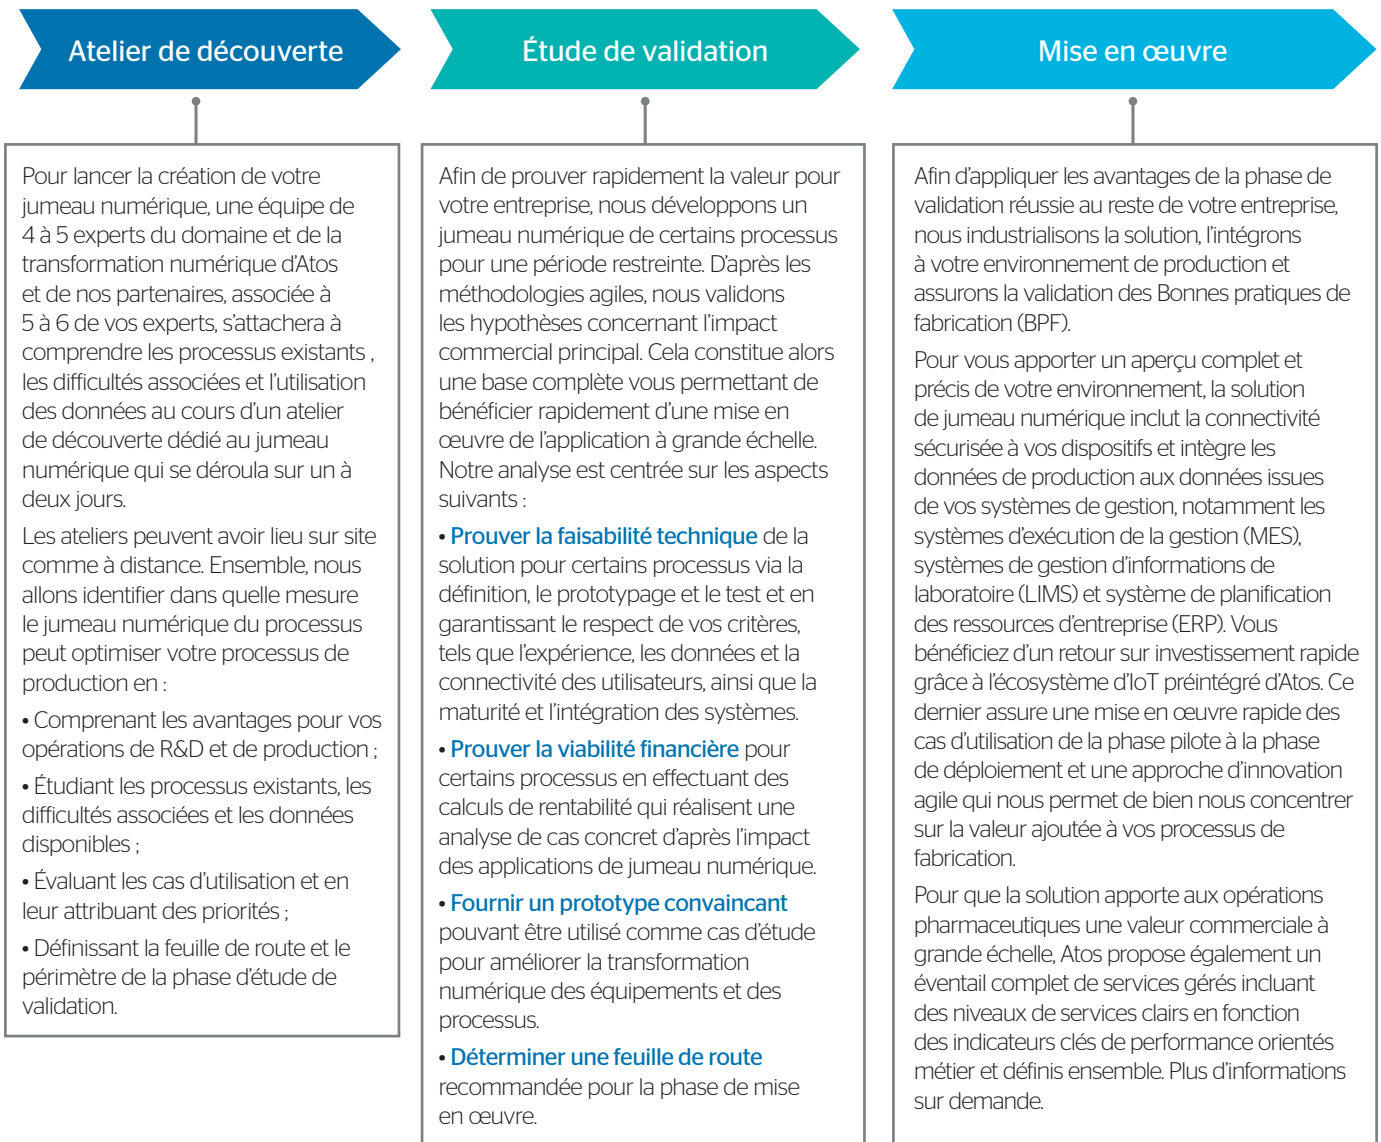 Atelier de découverte
Pour lancer la création de votre
jumeau numérique, une équipe de
4 à 5 experts du domaine et de la
transformation numérique d'Atos
et de nos partenaires, associée à
5 à 6 de vos experts, s'attachera à
comprendre les processus existants ,
les difficultés associées et l'utilisation
des données au cours d'un atelier
de découverte dédié au jumeau
numérique qui se déroula sur un à
deux jours.
Les ateliers peuvent avoir lieu sur site
comme à distance. Ensemble, nous
allons identifier dans quelle mesure
le jumeau numérique du processus
peut optimiser votre processus de
production en :
• Comprenant les avantages pour vos
opérations de R&D et de production ;
• Étudiant les processus existants, les
difficultés associées et les données
disponibles ;
• Évaluant les cas d'utilisation et en
leur attribuant des priorités ;
• Définissant la feuille de route et le
périmètre de la phase d'étude de
validation.
Étude de validation
Afin de prouver rapidement la valeur pour
votre entreprise, nous développons un
jumeau numérique de certains processus
pour une période restreinte. D'après les
méthodologies agiles, nous validons
les hypothèses concernant l'impact
commercial principal. Cela constitue alors
une base complète vous permettant de
bénéficier rapidement d'une mise en
œuvre de l'application à grande échelle.
Notre analyse est centrée sur les aspects
suivants :
• Prouver la faisabilité technique de la
solution pour certains processus via la
définition, le prototypage et le test et en
garantissant le respect de vos critères,
tels que l'expérience, les données et la
connectivité des utilisateurs, ainsi que la
maturité et l'intégration des systèmes.
• Prouver la viabilité financière pour
certains processus en effectuant des
calculs de rentabilité qui réalisent une
analyse de cas concret d'après l'impact
des applications de jumeau numérique.
• Fournir un prototype convaincant
pouvant être utilisé comme cas d'étude
pour améliorer la transformation
numérique des équipements et des
processus.
• Déterminer une feuille de route
recommandée pour la phase de mise
en œuvre.
Mise en œuvre
Afin d'appliquer les avantages de la phase de
validation réussie au reste de votre entreprise,
nous industrialisons la solution, l'intégrons
à votre environnement de production et
assurons la validation des Bonnes pratiques de
fabrication (BPF).
Pour vous apporter un aperçu complet et
précis de votre environnement, la solution
de jumeau numérique inclut la connectivité
sécurisée à vos dispositifs et intègre les
données de production aux données issues
de vos systèmes de gestion, notamment les
systèmes d'exécution de la gestion (MES),
systèmes de gestion d'informations de
laboratoire (LIMS) et système de planification
des ressources d'entreprise (ERP). Vous
bénéficiez d'un retour sur investissement rapide
grâce à l'écosystème d'IoT préintégré d'Atos. Ce
dernier assure une mise en œuvre rapide des
cas d'utilisation de la phase pilote à la phase
de déploiement et une approche d'innovation
agile qui nous permet de bien nous concentrer
sur la valeur ajoutée à vos processus de
fabrication.
Pour que la solution apporte aux opérations
pharmaceutiques une valeur commerciale à
grande échelle, Atos propose également un
éventail complet de services gérés incluant
des niveaux de services clairs en fonction
des indicateurs clés de performance orientés
métier et définis ensemble. Plus d'informations
sur demande.